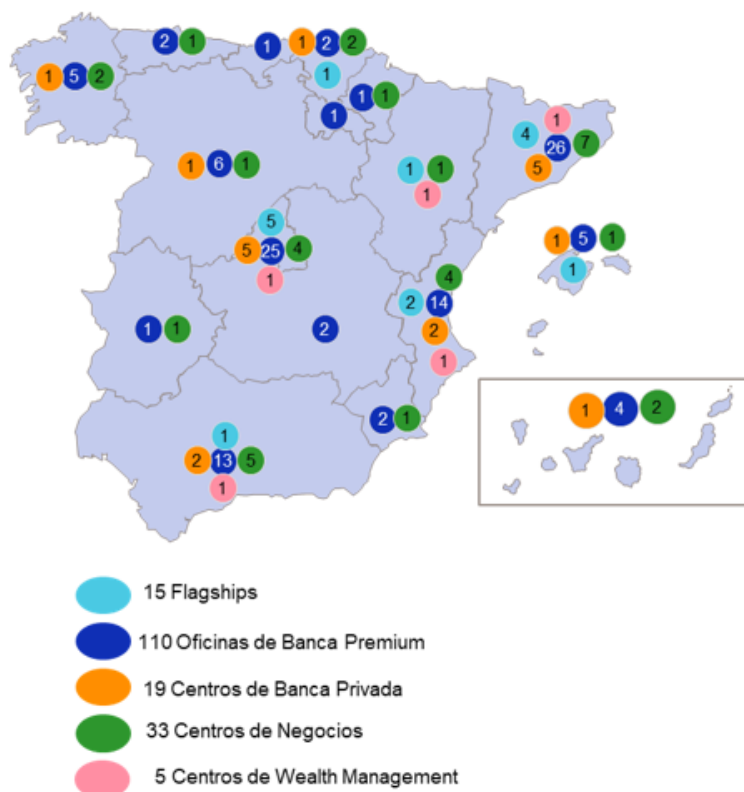 2 1
1 1 2 2
1 5 2
1
1 1
1
1
4 26 7
5
1 6 1
1 1
1
5
5 25 4
1
1 5 1
1
4
2 14
2
1
1 1
2
1 4 2
2 1
1
2 13 5
1
15 Flagships
110 Oficinas de Banca Premium
19 Centros de Banca Privada
33 Centros de Negocios
5 Centros de Wealth Management